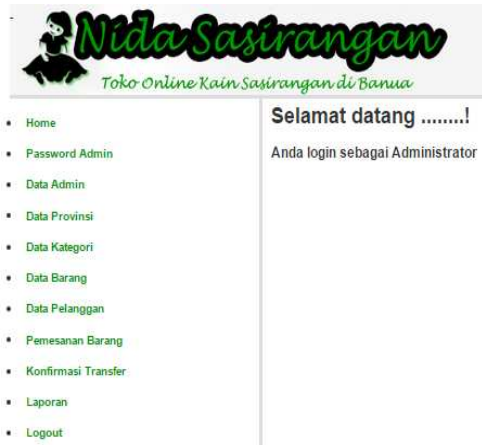 Nida Sasirangan
Toko Online Kain Sasirangan di Banua
Home
Password Admin
Data Admin
Data Provinsi
Data Kategori
Data Barang
Data Pelanggan
Pemesanan Barang
Konfirmasi Transfer
Laporan
Logout
Selamat datang ........!
Anda login sebagai Administrator